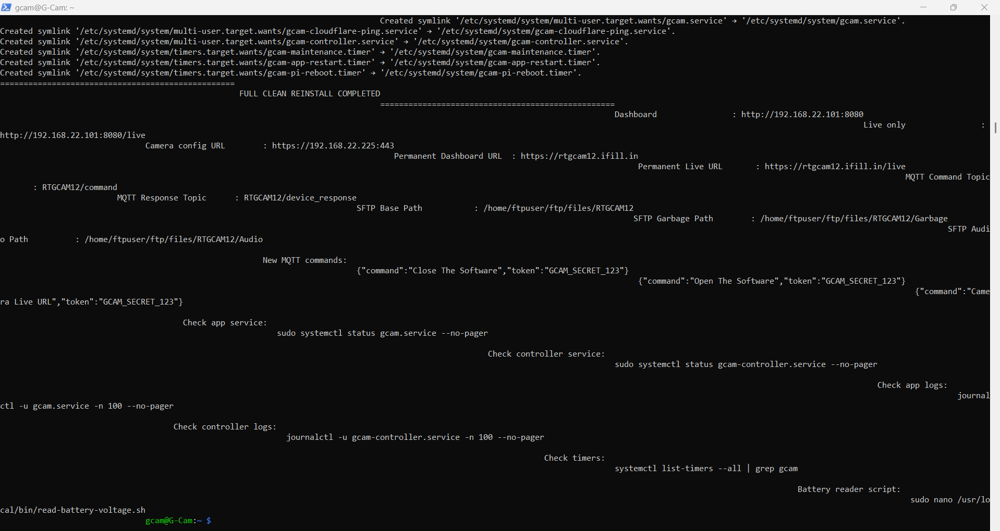 gcam@G-Cam: ~
Created symlink '/etc/systemd/system/multi-user.target.wants/gcam.service' → '/etc/systemd/system/gcam.service'.
Created symlink '/etc/systemd/system/multi-user.target.wants/gcam-cloudflare-ping.service' → '/etc/systemd/system/gcam-cloudflare-ping.service'.
Created symlink '/etc/systemd/system/multi-user.target.wants/gcam-controller.service' → '/etc/systemd/system/gcam-controller.service'.
Created symlink '/etc/systemd/system/timers.target.wants/gcam-maintenance.timer' → '/etc/systemd/system/gcam-maintenance.timer'.
Created symlink '/etc/systemd/system/timers.target.wants/gcam-app-restart.timer' → '/etc/systemd/system/gcam-app-restart.timer'.
Created symlink '/etc/systemd/system/timers.target.wants/gcam-pi-reboot.timer' → '/etc/systemd/system/gcam-pi-reboot.timer'.
==================================================
FULL CLEAN REINSTALL COMPLETED
==================================================
Dashboard : http://192.168.22.101:8080
Live only :
http://192.168.22.101:8080/live
Camera config URL : https://192.168.22.225:443
Permanent Dashboard URL : https://rtgcam12.ifill.in
Permanent Live URL : https://rtgcam12.ifill.in/live
MQTT Command Topic
: RTGCAM12/command
MQTT Response Topic : RTGCAM12/device_response
SFTP Base Path : /home/ftpuser/ftp/files/RTGCAM12
SFTP Garbage Path : /home/ftpuser/ftp/files/RTGCAM12/Garbage
SFTP Audi
o Path : /home/ftpuser/ftp/files/RTGCAM12/Audio
New MQTT commands:
{"command":"Close The Software","token":"GCAM_SECRET_123"}
{"command":"Open The Software","token":"GCAM_SECRET_123"}
{"command":"Came
ra Live URL","token":"GCAM_SECRET_123"}
Check app service:
sudo systemctl status gcam.service --no-pager
Check controller service:
sudo systemctl status gcam-controller.service --no-pager
Check app logs:
journal
ctl -u gcam.service -n 100 --no-pager
Check controller logs:
journalctl -u gcam-controller.service -n 100 --no-pager
Check timers:
systemctl list-timers --all | grep gcam
Battery reader script:
sudo nano /usr/lo
cal/bin/read-battery-voltage.sh
gcam@G-Cam:~ $